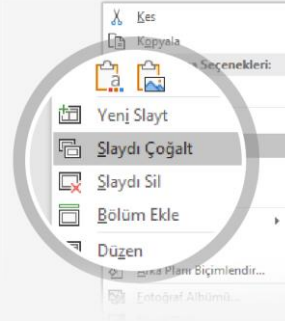 Kes
Kopyala
Seçenekleri:
Yeni Slayt
Slaydı Çoğalt
Slaydı Sil
Bölüm Ekle
Düzen
Arka Planı Biçimlendir...
Fotoğraf Albümü...